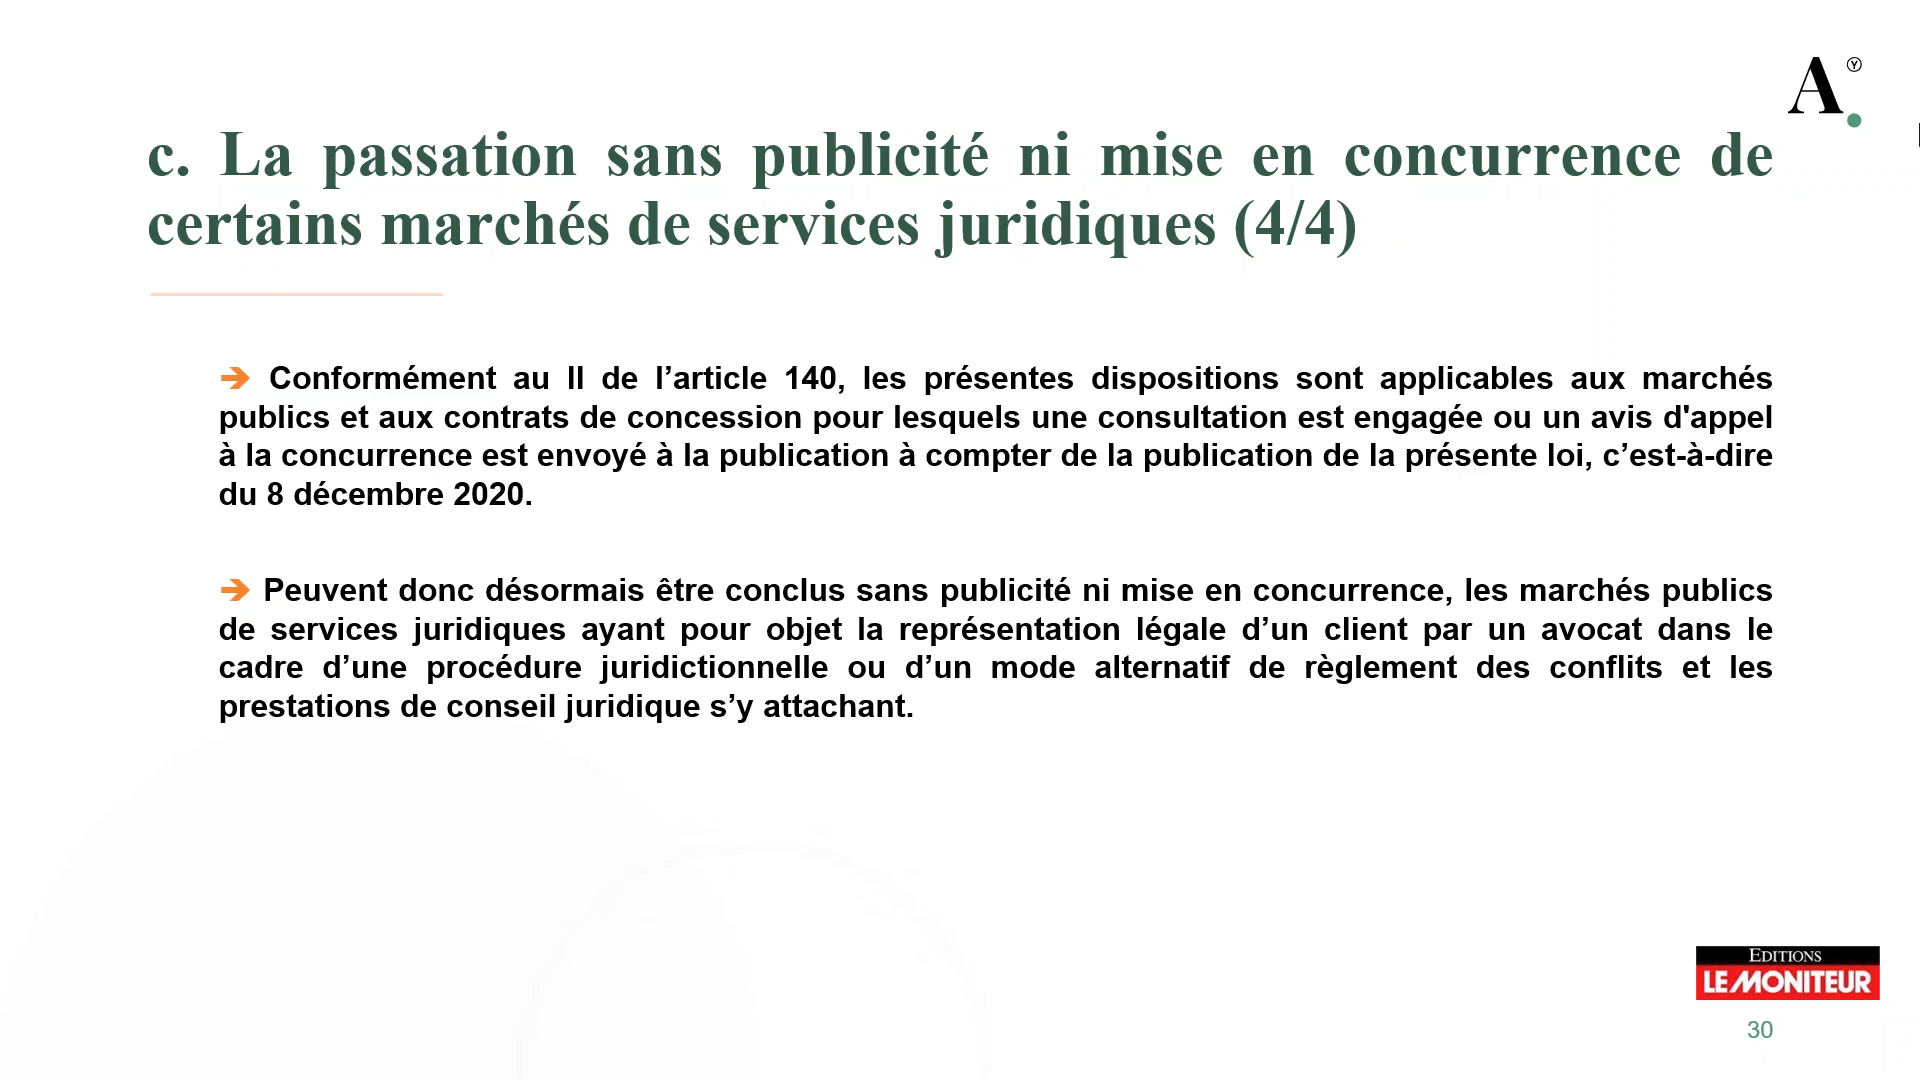 A
c. La passation sans publicité ni mise en concurrence de
certains marchés de services juridiques (4/4)
➔ Conformément au II de l’article 140, les présentes dispositions sont applicables aux marchés
publics et aux contrats de concession pour lesquels une consultation est engagée ou un avis d'appel
à la concurrence est envoyé à la publication à compter de la publication de la présente loi, c’est-à-dire
du 8 décembre 2020.
➔ Peuvent donc désormais être conclus sans publicité ni mise en concurrence, les marchés publics
de services juridiques ayant pour objet la représentation légale d’un client par un avocat dans le
cadre d’une procédure juridictionnelle ou d’un mode alternatif de règlement des conflits et les
prestations de conseil juridique s’y attachant.
EDITIONS
LE MONITEUR
30